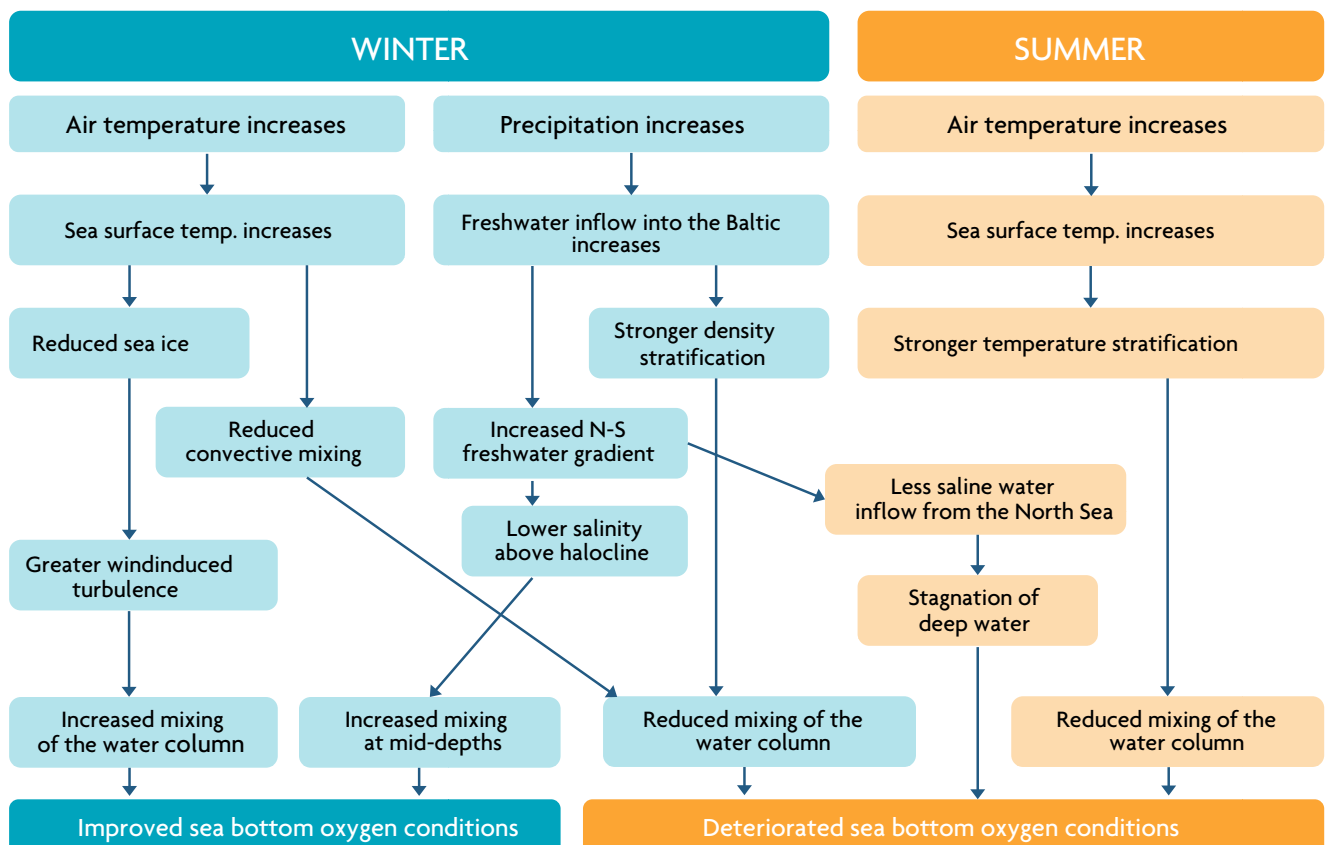 WINTER
SUMMER
Air temperature increases
Precipitation increases
Air temperature increases
Sea surface temp. increases
Freshwater inflow into the Baltic
increases
Sea surface temp. increases
Reduced sea ice
Stronger density
stratification
Stronger temperature stratification
Reduced
convective mixing
Increased N-S
freshwater gradient
Less saline water
inflow from the North Sea
Lower salinity
above halocline
Greater windinduced
turbulence
Stagnation of
deep water
Increased mixing
of the water column
Increased mixing
at mid-depths
Reduced mixing of the
water column
Reduced mixing of the
water column
Improved sea bottom oxygen conditions
Deteriorated sea bottom oxygen conditions